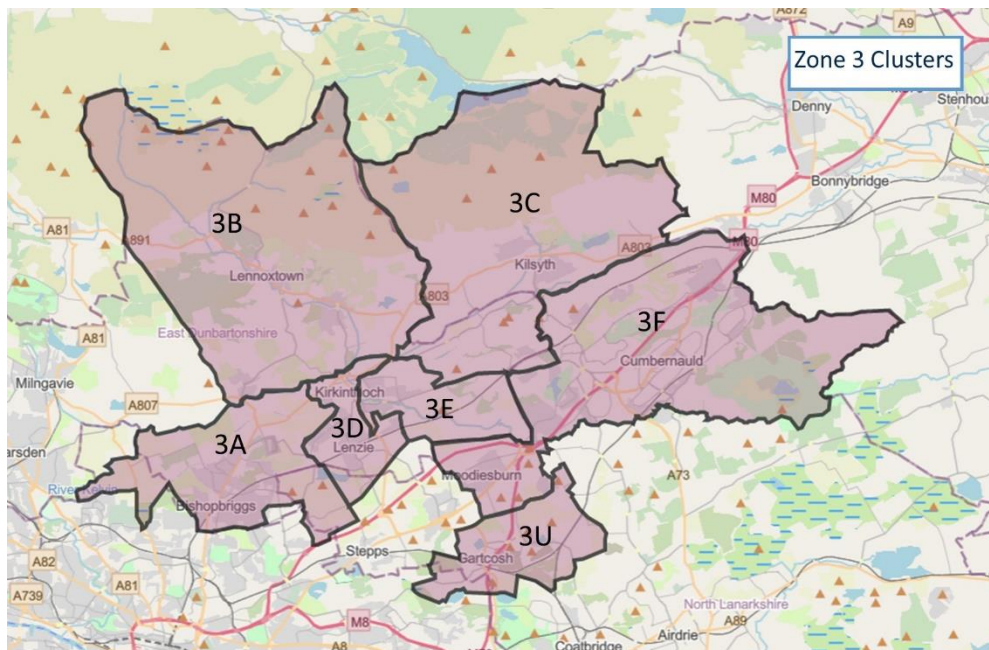 A872
A9
Zone 3 Clusters
Denny
Bonnybridge
M80
A81
A891
3B
3C
A803
M80
Kilsyth
Lennoxtown
A803
East Dunbartonshire
3F
Cumbernauld
A81
Milngavie
A807
Kirkintilloch
3E
3D
3A
Lenzie
Moodiesburn
A73
River Kelvin
Bishopbriggs
3U
Stepps
Gartcosh
A82
A81
A739
M8
A8
North Lanarkshire
A89
Airdrie
Coatbridge